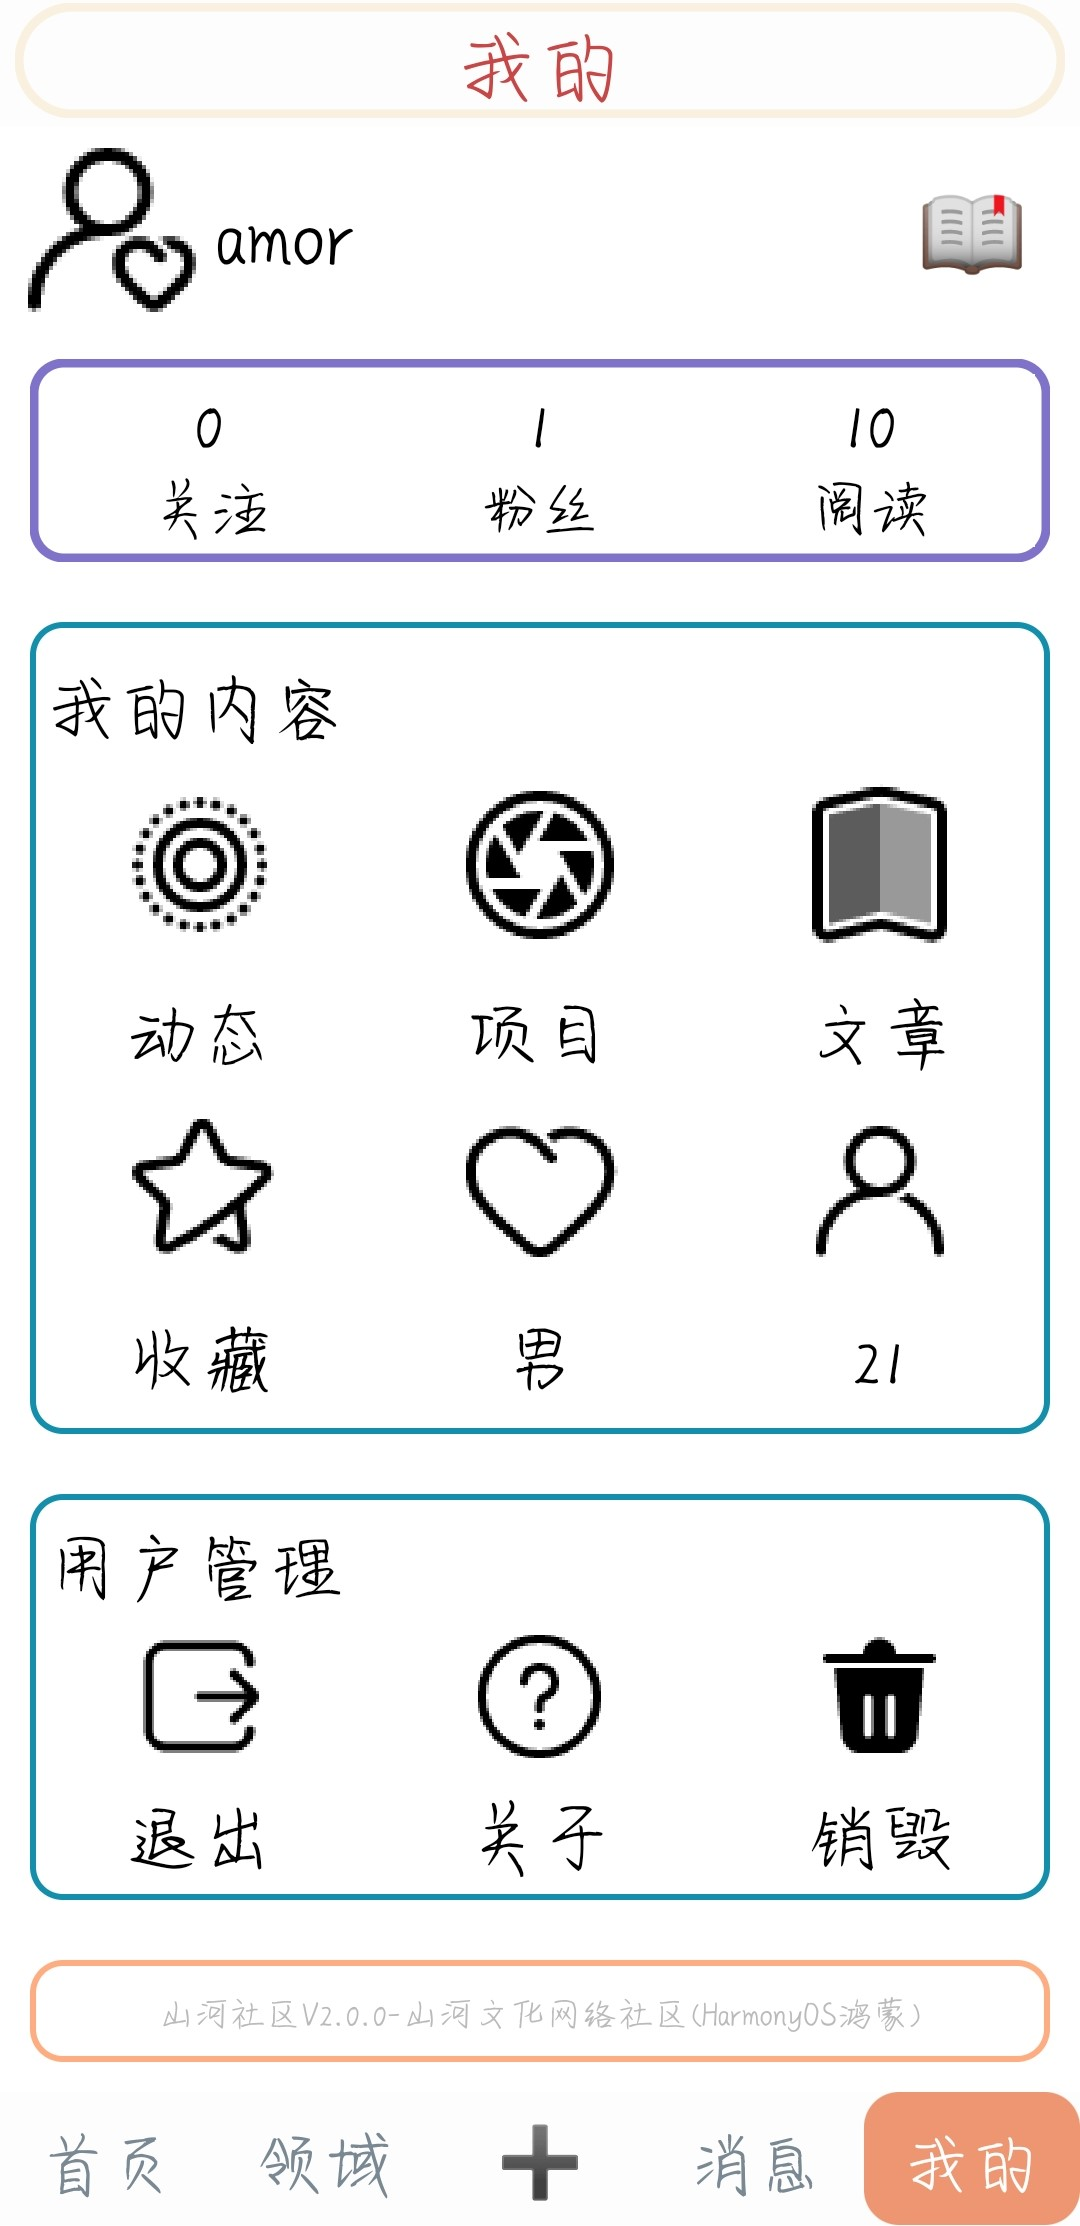 我的
amor
0 1 10
关注 粉丝 阅读
我的内容
动态 项目 文章
收藏 男 21
用户管理
退出 关于 销毁
山河社区V2.0.0-山河文化网络社区(HarmonyOS鸿蒙)
首页 领域 消息 我的